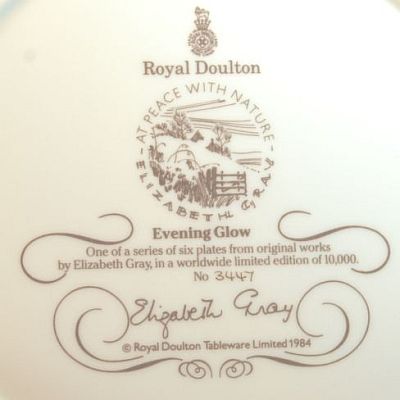 Royal Doulton
- AT PEACE WITH NATURE -
ELIZABETH GRAY
Evening Glow
One of a series of six plates from original works
by Elizabeth Gray, in a worldwide limited edition of 10,000.
No 3447
Elizabeth Gray
© Royal Doulton Tableware Limited 1984